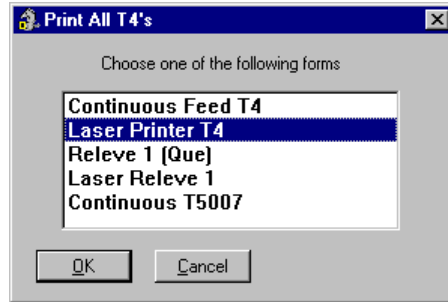 Print All T4's
Choose one of the following forms
Continuous Feed T4
Laser Printer T4
Releve 1 (Que)
Laser Releve 1
Continuous T5007
OK
Cancel